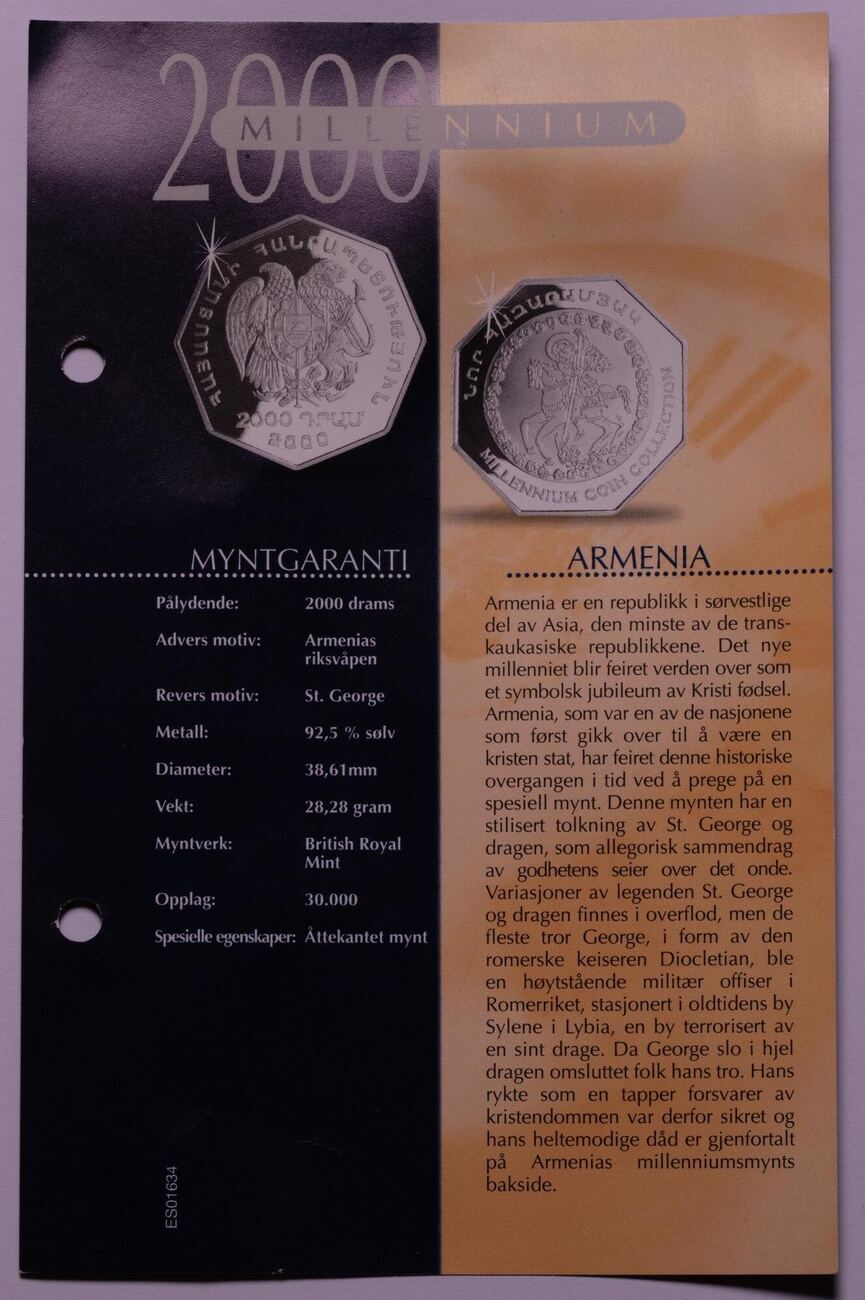 2000
MILLENNIUM
ՀԱՅԱՍՏԱՆԻ ՀԱՆՐԱՊԵՏՈՒԹՅՈՒՆ
2000 ԴՐԱՄ
2000
ՆՈՐ ՀԱԶԱՐԱՄՅԱԿ
MILLENNIUM COIN COLLECTION
MYNTGARANTI
Pålydende: 2000 drams
Advers motiv: Armenias
riksvåpen
Revers motiv: St. George
Metall: 92,5 % sølv
Diameter: 38,61mm
Vekt: 28,28 gram
Myntverk: British Royal
Mint
Opplag: 30.000
Spesielle egenskaper: Åttekantet mynt
ES01634
ARMENIA
Armenia er en republikk i sørvestlige
del av Asia, den minste av de trans-
kaukasiske republikkene. Det nye
millenniet blir feiret verden over som
et symbolsk jubileum av Kristi fødsel.
Armenia, som var en av de nasjonene
som først gikk over til å være en
kristen stat, har feiret denne historiske
overgangen i tid ved å prege på en
spesiell mynt. Denne mynten har en
stilisert tolkning av St. George og
dragen, som allegorisk sammendrag
av godhetens seier over det onde.
Variasjoner av legenden St. George
og dragen finnes i overflod, men de
fleste tror George, i form av den
romerske keiseren Diocletian, ble
en høytstående militær offiser i
Romerriket, stasjonert i oldtidens by
Sylene i Lybia, en by terrorisert av
en sint drage. Da George slo i hjel
dragen omsluttet folk hans tro. Hans
rykte som en tapper forsvarer av
kristendommen var derfor sikret og
hans heltemodige dåd er gjenfortalt
på Armenias millenniumsmynts
bakside.